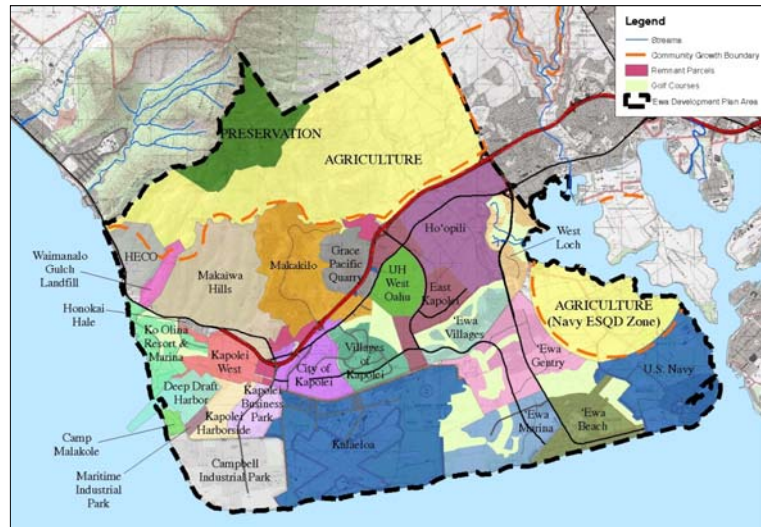 Legend
Streams
Community Growth Boundary
Remnant Parcels
Golf Courses
Ewa Development Plan Area
PRESERVATION
AGRICULTURE
HECO
Waimanalo
Gulch
Landfill
Makaiwa
Hills
Makakilo
Grace
Pacific
Quarry
Ho'opili
UH
West
Oahu
West
Loch
East
Kapolei
AGRICULTURE
(Navy ESQD Zone)
Honokai
Hale
Ko Olina
Resort &
Marina
Kapolei
West
City of
Kapolei
Villages
of
Kapolei
'Ewa
Villages
'Ewa
Gentry
U.S. Navy
Deep Draft
Harbor
Kapolei
Business
Park
Kapolei
Harborside
Camp
Malakole
Maritime
Industrial
Park
Campbell
Industrial Park
Kalaeloa
'Ewa
Marina
'Ewa
Beach